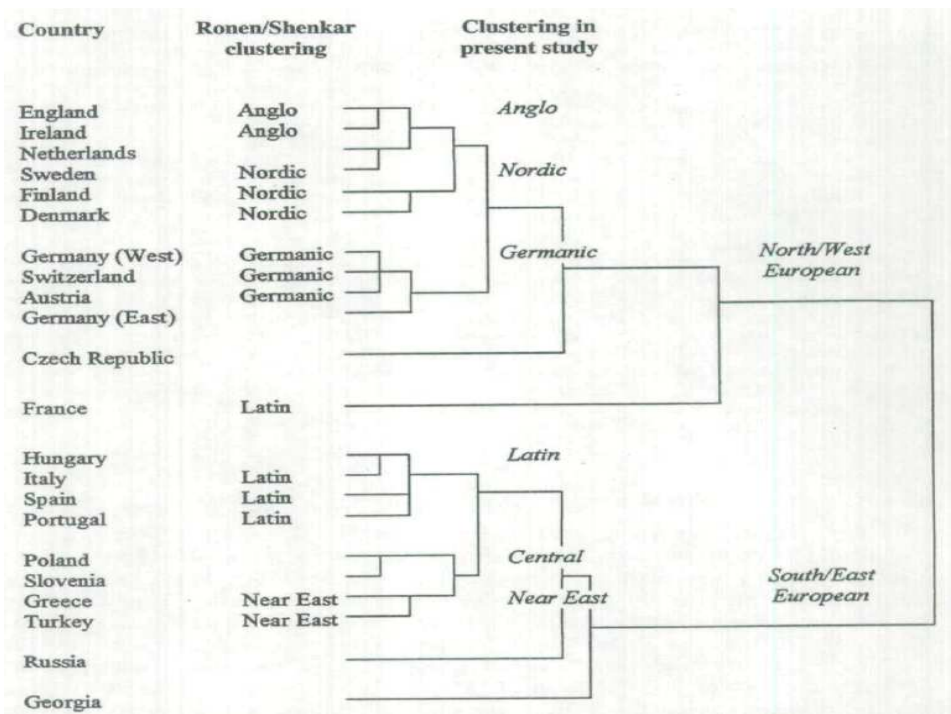 Country Ronen/Shenkar clustering Clustering in present study
England Anglo Anglo
Ireland Anglo
Netherlands
Sweden Nordic Nordic
Finland Nordic
Denmark Nordic
Germany (West) Germanic Germanic North/West European
Switzerland Germanic
Austria Germanic
Germany (East)
Czech Republic
France Latin
Hungary Latin
Italy Latin
Spain Latin
Portugal Latin
Poland Central
Slovenia South/East European
Greece Near East Near East
Turkey Near East
Russia
Georgia